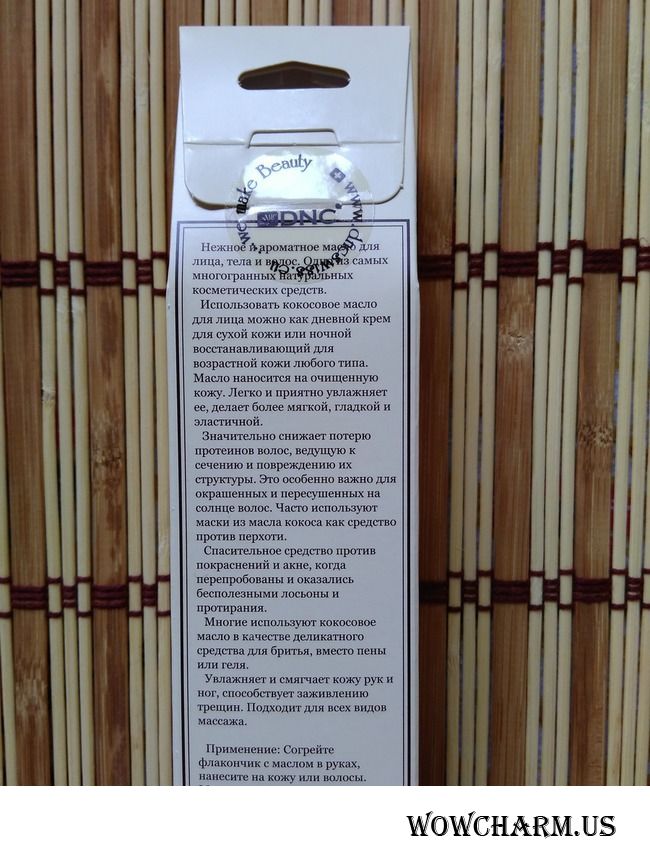 we make Beauty
DNC
Нежное и ароматное масло для
лица, тела и волос. Одно из самых
многогранных натуральных
косметических средств.
Использовать кокосовое масло
для лица можно как дневной крем
для сухой кожи или ночной
восстанавливающий для
возрастной кожи любого типа.
Масло наносится на очищенную
кожу. Легко и приятно увлажняет
ее, делает более мягкой, гладкой и
эластичной.
Значительно снижает потерю
протеинов волос, ведущую к
сечению и повреждению их
структуры. Это особенно важно для
окрашенных и пересушенных на
солнце волос. Часто используют
маски из масла кокоса как средство
против перхоти.
Спасительное средство против
покраснений и акне, когда
перепробованы и оказались
бесполезными лосьоны и
протирания.
Многие используют кокосовое
масло в качестве деликатного
средства для бритья, вместо пены
или геля.
Увлажняет и смягчает кожу рук и
ног, способствует заживлению
трещин. Подходит для всех видов
массажа.
Применение: Согрейте
флакончик с маслом в руках,
нанесите на кожу или волосы.
WOWCHARM.US